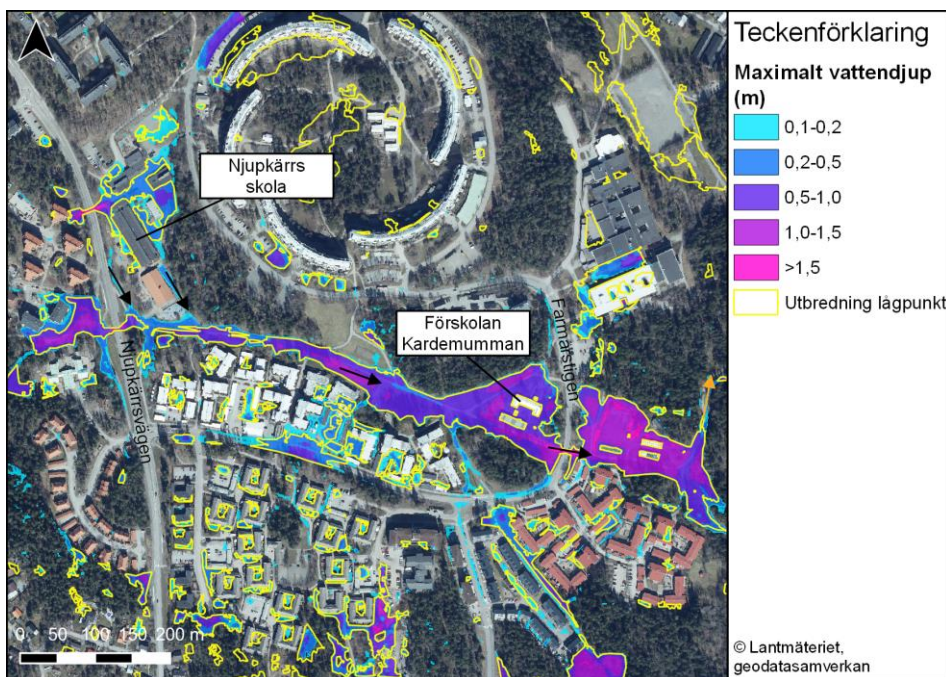 Teckenförklaring
Maximalt vattendjup
(m)
0,1-0,2
0,2-0,5
0,5-1,0
1,0-1,5
>1,5
Utbredning lågpunkt
Njupkärrs
skola
Förskolan
Kardemumman
Farmarstigen
Njupkärrsvägen
0 50 100 150 200 m
© Lantmäteriet,
geodatasamverkan